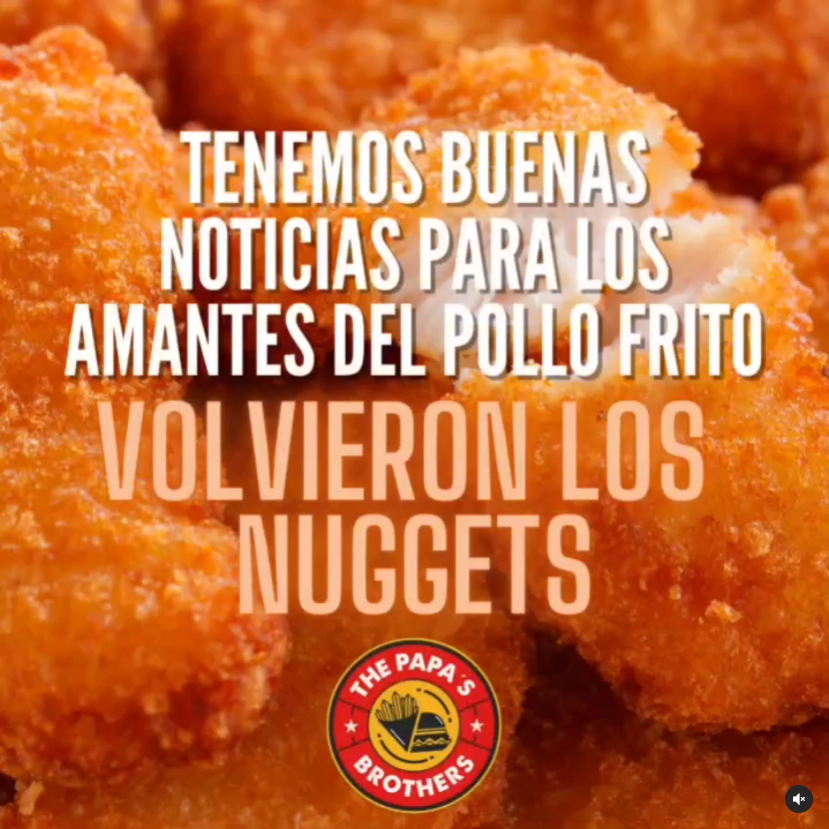 TENEMOS BUENAS
NOTICIAS PARA LOS
AMANTES DEL POLLO FRITO
VOLVIERON LOS
NUGGETS
THE PAPA´S
BROTHERS